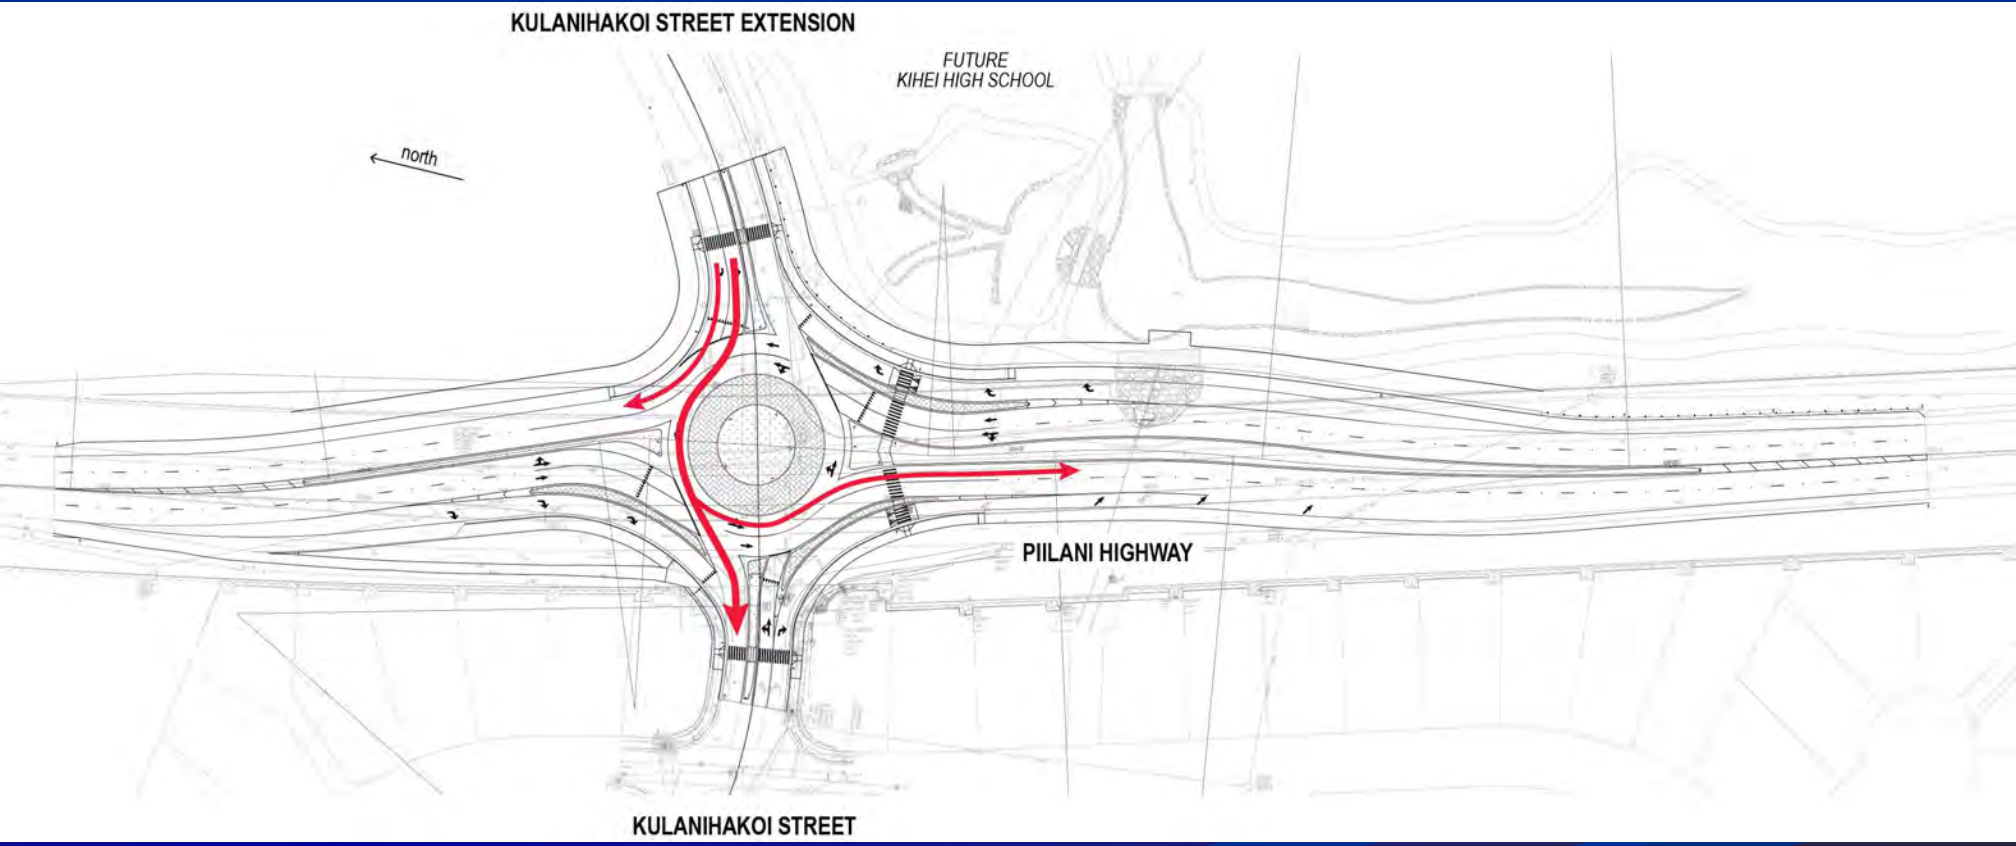 KULANIHAKOI STREET EXTENSION
FUTURE
KIHEI HIGH SCHOOL
north
PIILANI HIGHWAY
KULANIHAKOI STREET